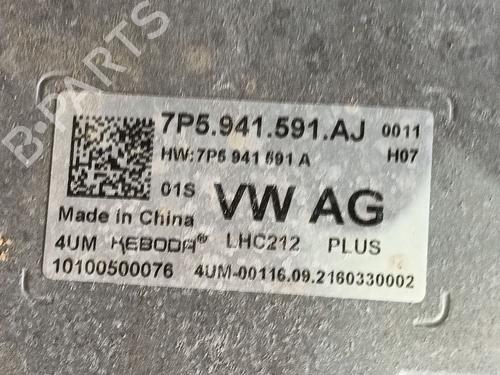 B-PARTS
7P5.941.591.AJ 0011
HW:7P5 941 591 A H07
01S VW AG
Made in China
4UM KEBODA® LHC212 PLUS
10100500076 4UM-00116.09.2160330002